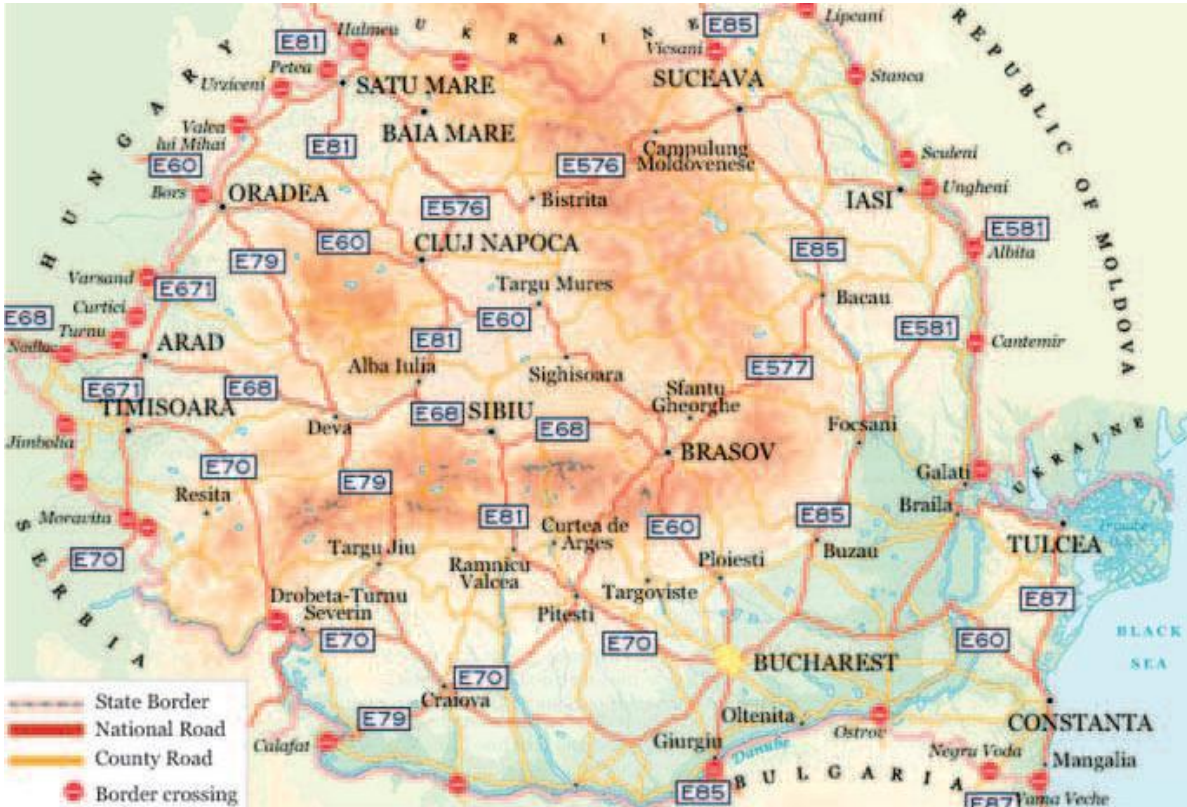 UKRAINE
E85
Lipcani
Halmeu
E81
Vicsani
REPUBLIC OF MOLDOVA
Petea
SUCEAVA
Stanca
Urziceni
SATU MARE
HUNGARY
Valea
lui Mihai
BAIA MARE
E81
Campulung
Moldovenesc
E576
Sculeni
E60
Bors
ORADEA
Bistrita
IASI
Ungheni
E576
E581
Albita
E60
CLUJ NAPOCA
E85
E79
Varsand
E671
Targu Mures
Bacau
Curtici
E68
Turnu
E60
E581
Nadlac
ARAD
E81
Cantemir
Alba Iulia
Sighisoara
E577
E671
E68
Sfantu
Gheorghe
TIMISOARA
E68
SIBIU
E68
Deva
Focsani
Jimbolia
BRASOV
E70
E79
Galati
UKRAINE
Resita
Braila
Moravita
E81
Curtea de
Arges
E60
E85
SERBIA
E70
Targu Jiu
Ramnicu
Valcea
Ploiesti
Buzau
TULCEA
Drobeta-Turnu
Severin
Targoviste
Pitesti
E87
E70
E70
E60
BLACK
SEA
BUCHAREST
E70
Craiova
State Border
National Road
County Road
Border crossing
E79
Oltenita
Ostrov
CONSTANTA
Calafat
Giurgiu
Danube
Negru Voda
Mangalia
BULGARIA
E85
E87
Vama Veche